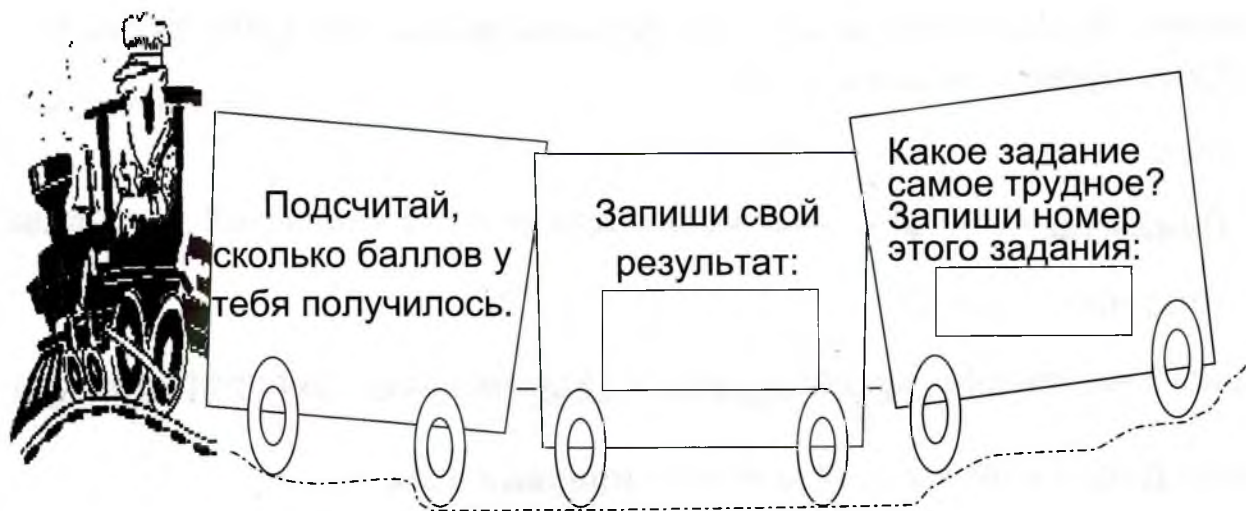 Подсчитай,
сколько баллов у
тебя получилось.
Запиши свой
результат:
Какое задание
самое трудное?
Запиши номер
этого задания: